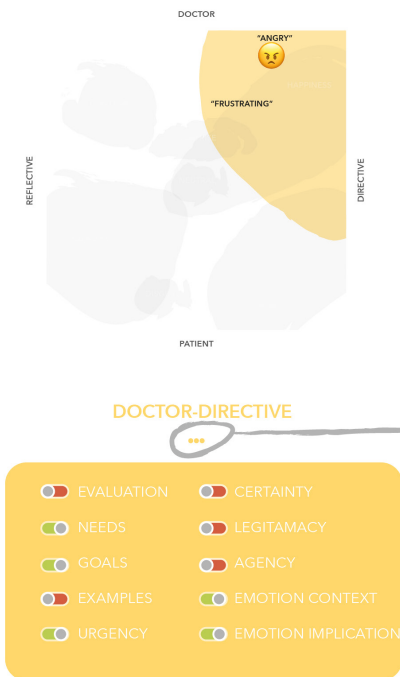 DOCTOR
"ANGRY"
"FRUSTRATING"
REFLECTIVE
DIRECTIVE
PATIENT
DOCTOR-DIRECTIVE
EVALUATION
CERTAINTY
NEEDS
LEGITAMACY
GOALS
AGENCY
EXAMPLES
EMOTION CONTEXT
URGENCY
EMOTION IMPLICATION